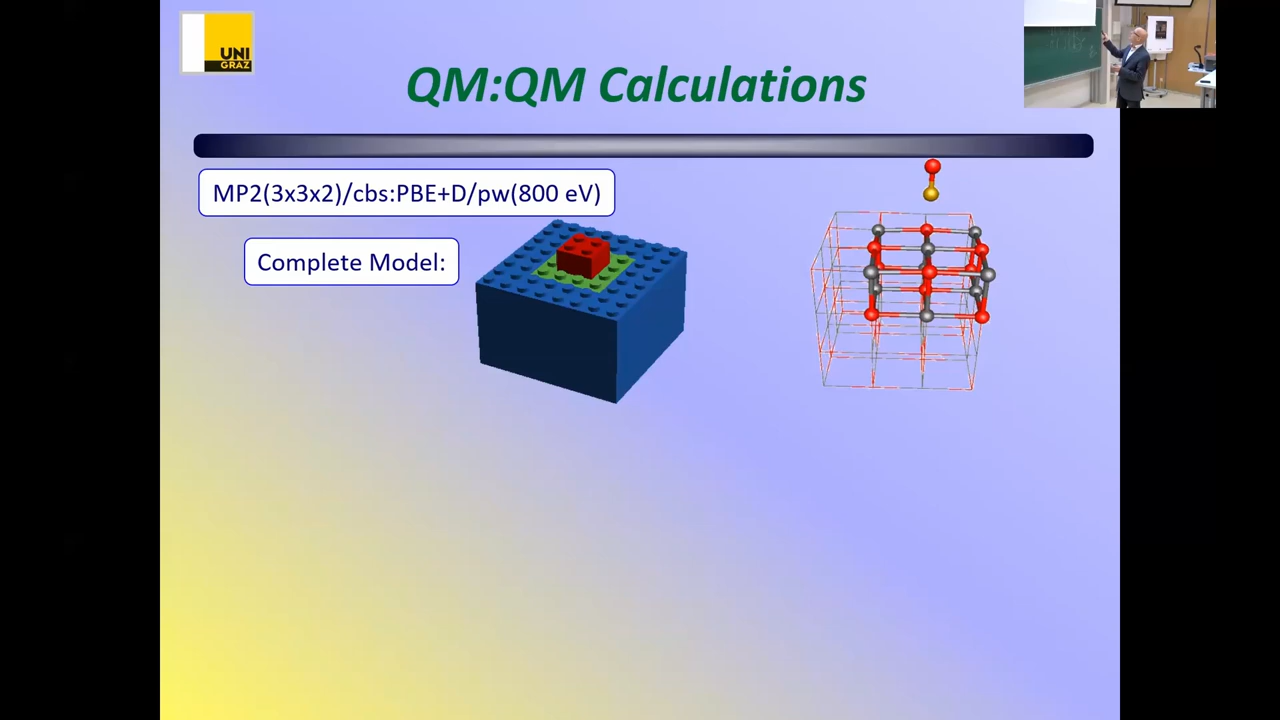 UNI
GRAZ
QM:QM Calculations
MP2(3x3x2)/cbs:PBE+D/pw(800 eV)
Complete Model: